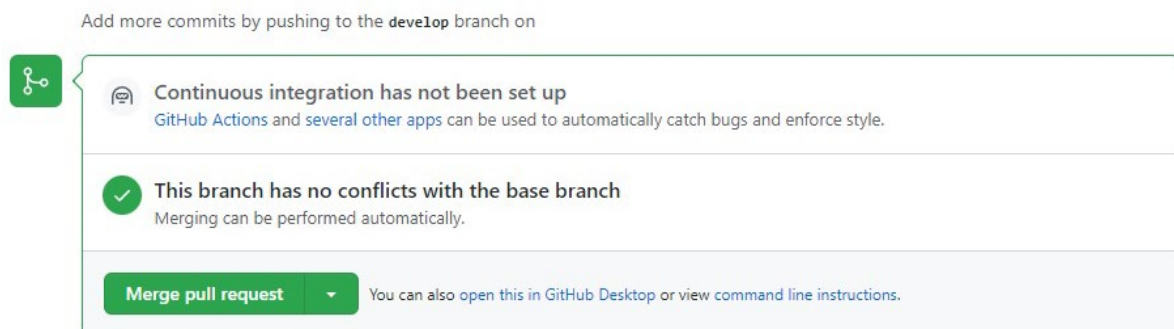 Add more commits by pushing to the develop branch on
Continuous integration has not been set up
GitHub Actions and several other apps can be used to automatically catch bugs and enforce style.
This branch has no conflicts with the base branch
Merging can be performed automatically.
Merge pull request
You can also open this in GitHub Desktop or view command line instructions.